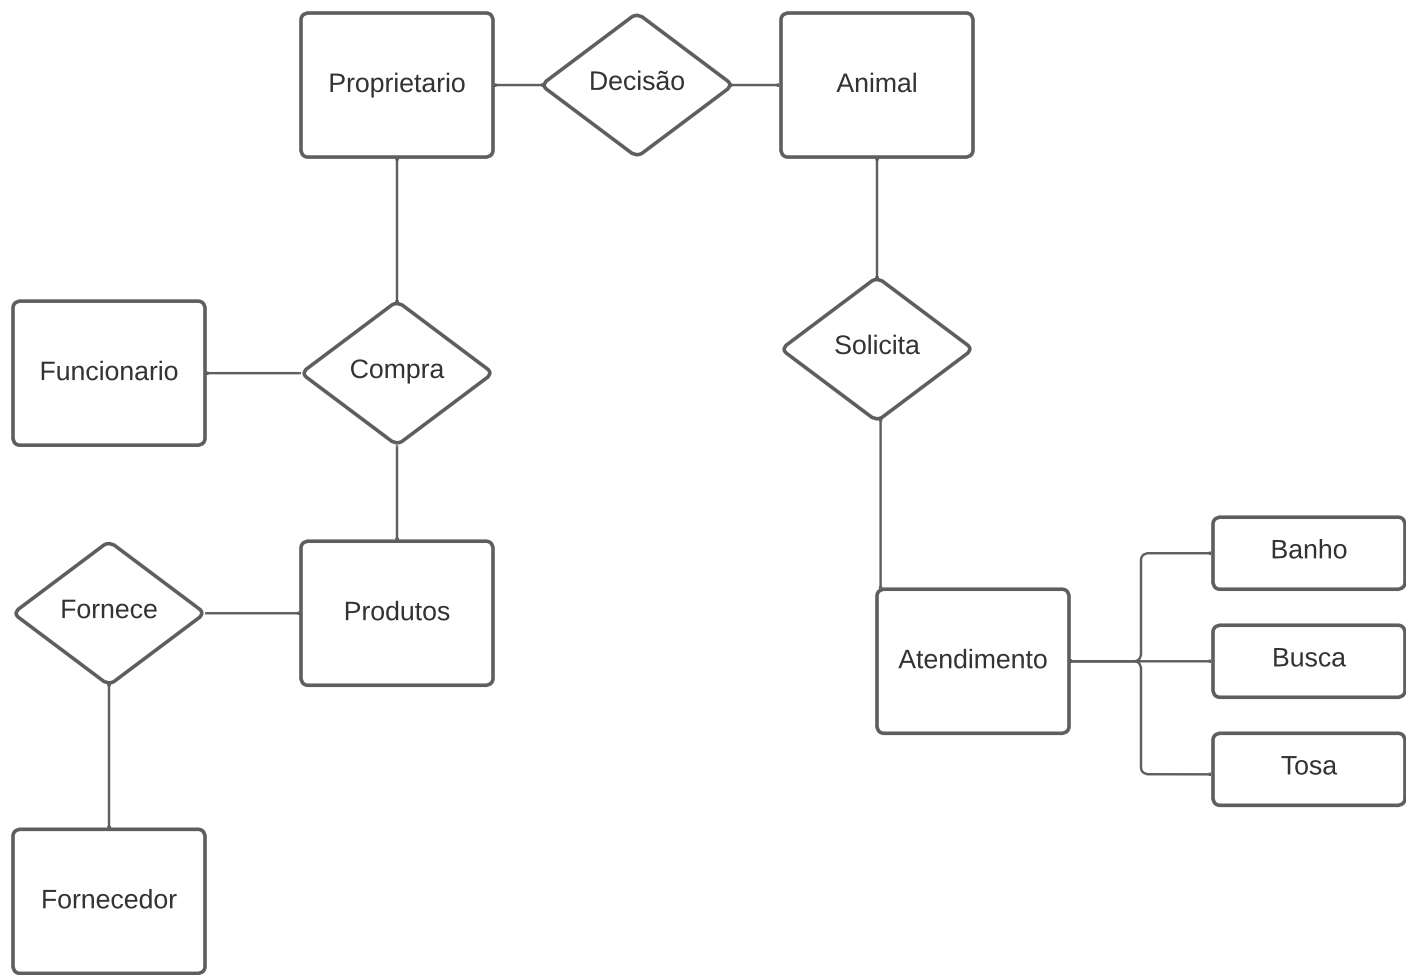 Proprietario
Decisão
Animal
Solicita
Funcionario
Compra
Banho
Fornece
Produtos
Busca
Atendimento
Tosa
Fornecedor